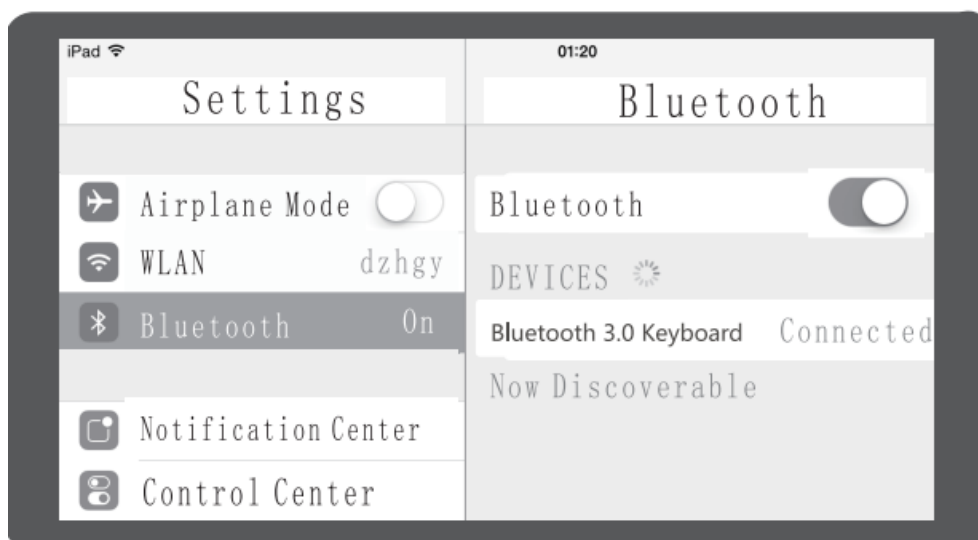 iPad
01:20
Settings
Bluetooth
Airplane Mode
WLAN dzhgy
Bluetooth On
Notification Center
Control Center
Bluetooth
DEVICES
Bluetooth 3.0 Keyboard Connected
Now Discoverable